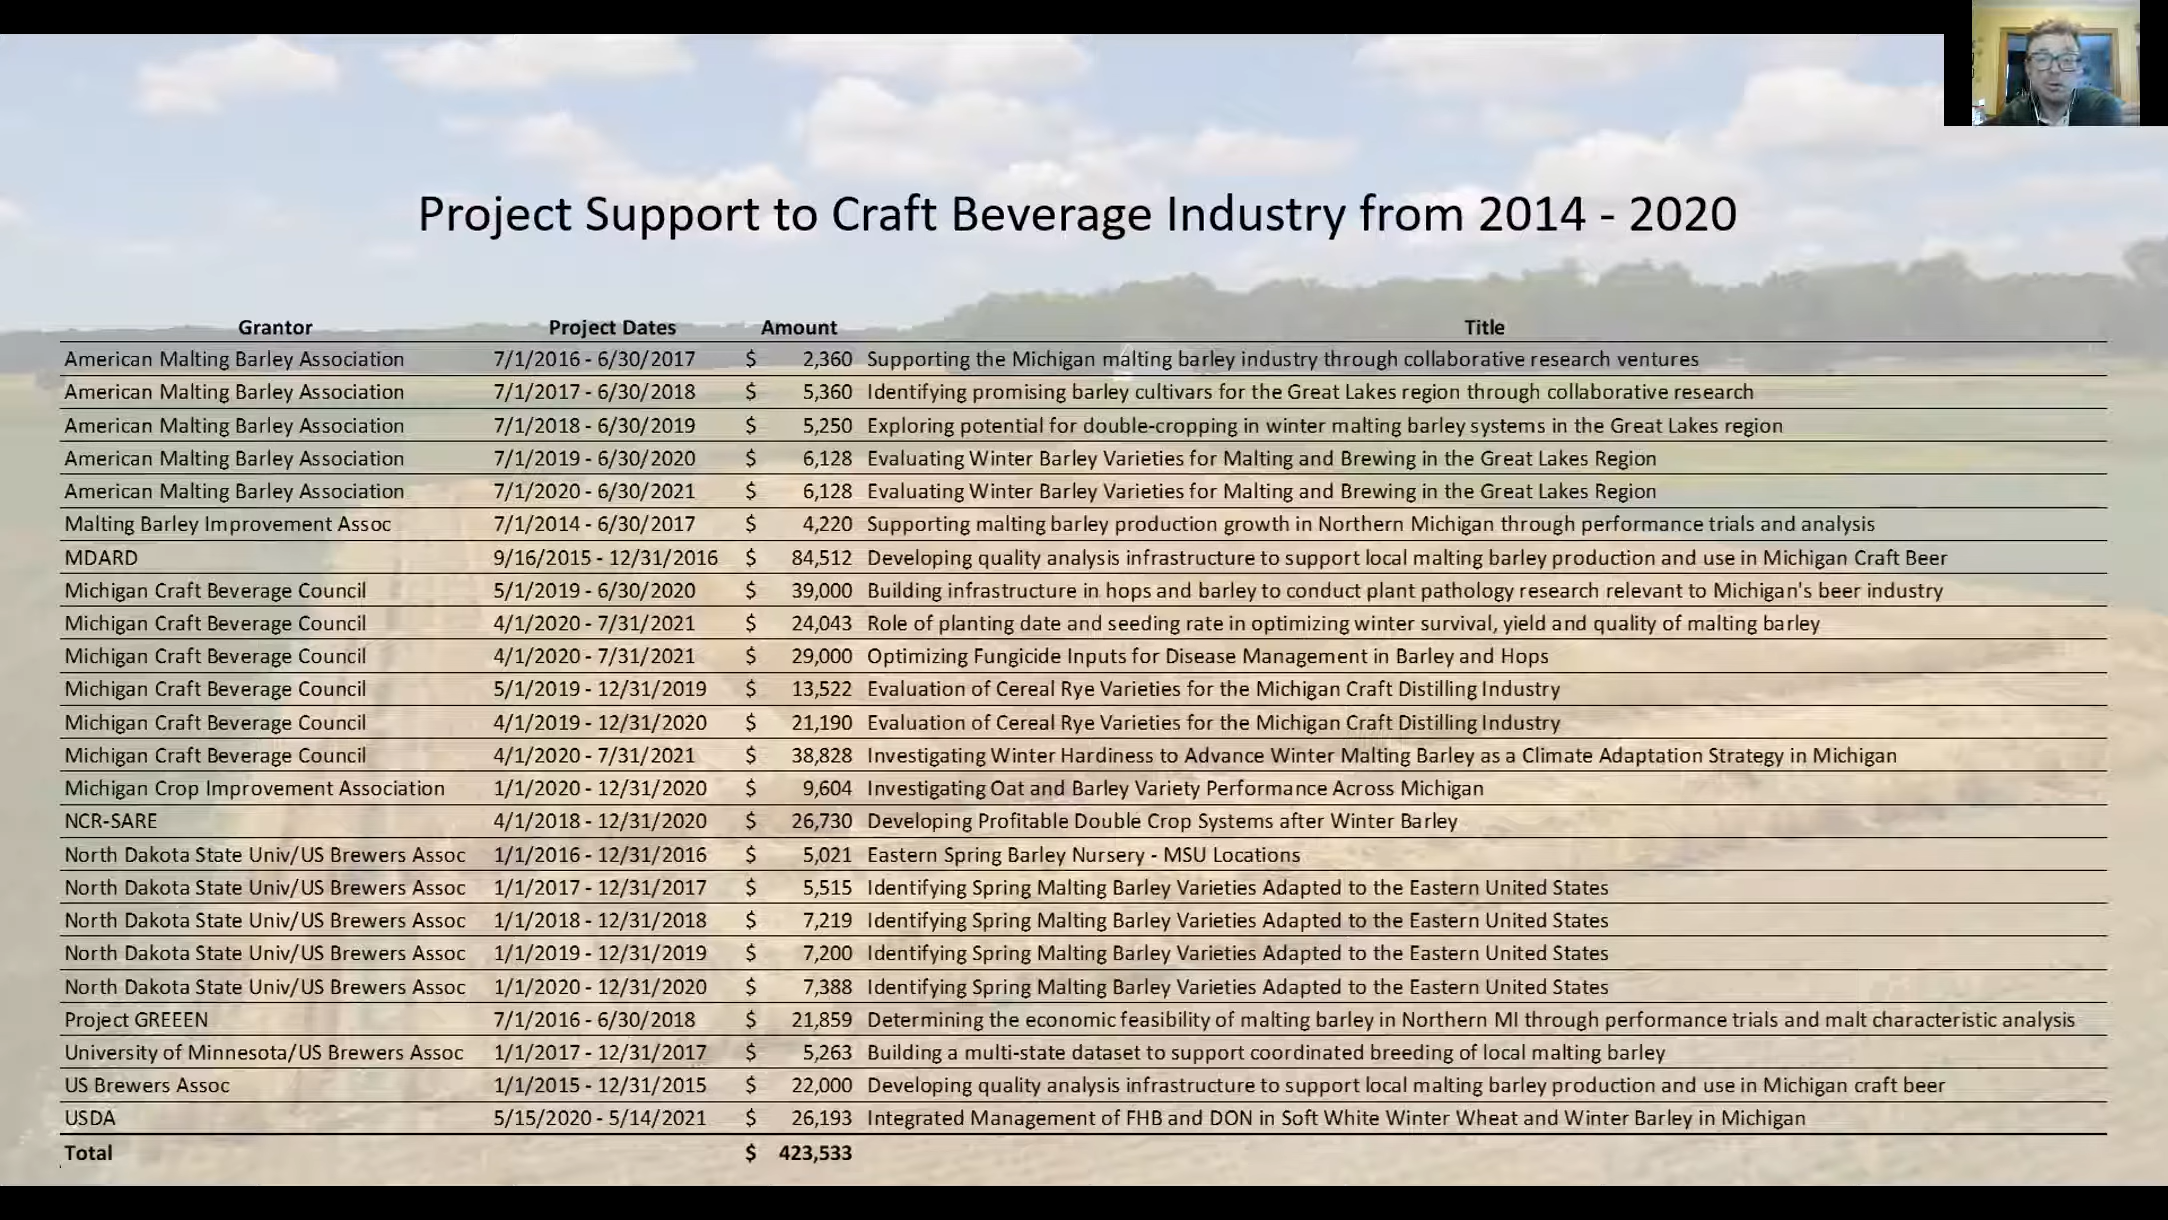 Project Support to Craft Beverage Industry from 2014 - 2020
Grantor Project Dates Amount Title
American Malting Barley Association 7/1/2016 - 6/30/2017 $ 2,360 Supporting the Michigan malting barley industry through collaborative research ventures
American Malting Barley Association 7/1/2017 - 6/30/2018 $ 5,360 Identifying promising barley cultivars for the Great Lakes region through collaborative research
American Malting Barley Association 7/1/2018 - 6/30/2019 $ 5,250 Exploring potential for double-cropping in winter malting barley systems in the Great Lakes region
American Malting Barley Association 7/1/2019 - 6/30/2020 $ 6,128 Evaluating Winter Barley Varieties for Malting and Brewing in the Great Lakes Region
American Malting Barley Association 7/1/2020 - 6/30/2021 $ 6,128 Evaluating Winter Barley Varieties for Malting and Brewing in the Great Lakes Region
Malting Barley Improvement Assoc 7/1/2014 - 6/30/2017 $ 4,220 Supporting malting barley production growth in Northern Michigan through performance trials and analysis
MDARD 9/16/2015 - 12/31/2016 $ 84,512 Developing quality analysis infrastructure to support local malting barley production and use in Michigan Craft Beer
Michigan Craft Beverage Council 5/1/2019 - 6/30/2020 $ 39,000 Building infrastructure in hops and barley to conduct plant pathology research relevant to Michigan's beer industry
Michigan Craft Beverage Council 4/1/2020 - 7/31/2021 $ 24,043 Role of planting date and seeding rate in optimizing winter survival, yield and quality of malting barley
Michigan Craft Beverage Council 4/1/2020 - 7/31/2021 $ 29,000 Optimizing Fungicide Inputs for Disease Management in Barley and Hops
Michigan Craft Beverage Council 5/1/2019 - 12/31/2019 $ 13,522 Evaluation of Cereal Rye Varieties for the Michigan Craft Distilling Industry
Michigan Craft Beverage Council 4/1/2019 - 12/31/2020 $ 21,190 Evaluation of Cereal Rye Varieties for the Michigan Craft Distilling Industry
Michigan Craft Beverage Council 4/1/2020 - 7/31/2021 $ 38,828 Investigating Winter Hardiness to Advance Winter Malting Barley as a Climate Adaptation Strategy in Michigan
Michigan Crop Improvement Association 1/1/2020 - 12/31/2020 $ 9,604 Investigating Oat and Barley Variety Performance Across Michigan
NCR-SARE 4/1/2018 - 12/31/2020 $ 26,730 Developing Profitable Double Crop Systems after Winter Barley
North Dakota State Univ/US Brewers Assoc 1/1/2016 - 12/31/2016 $ 5,021 Eastern Spring Barley Nursery - MSU Locations
North Dakota State Univ/US Brewers Assoc 1/1/2017 - 12/31/2017 $ 5,515 Identifying Spring Malting Barley Varieties Adapted to the Eastern United States
North Dakota State Univ/US Brewers Assoc 1/1/2018 - 12/31/2018 $ 7,219 Identifying Spring Malting Barley Varieties Adapted to the Eastern United States
North Dakota State Univ/US Brewers Assoc 1/1/2019 - 12/31/2019 $ 7,200 Identifying Spring Malting Barley Varieties Adapted to the Eastern United States
North Dakota State Univ/US Brewers Assoc 1/1/2020 - 12/31/2020 $ 7,388 Identifying Spring Malting Barley Varieties Adapted to the Eastern United States
Project GREEEN 7/1/2016 - 6/30/2018 $ 21,859 Determining the economic feasibility of malting barley in Northern MI through performance trials and malt characteristic analysis
University of Minnesota/US Brewers Assoc 1/1/2017 - 12/31/2017 $ 5,263 Building a multi-state dataset to support coordinated breeding of local malting barley
US Brewers Assoc 1/1/2015 - 12/31/2015 $ 22,000 Developing quality analysis infrastructure to support local malting barley production and use in Michigan craft beer
USDA 5/15/2020 - 5/14/2021 $ 26,193 Integrated Management of FHB and DON in Soft White Winter Wheat and Winter Barley in Michigan
Total $ 423,533